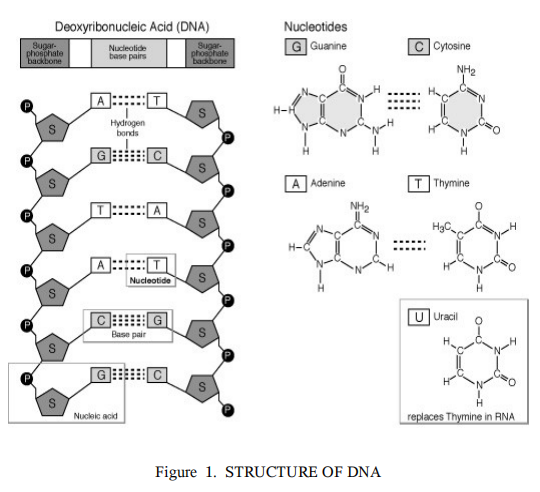 Deoxyribonucleic Acid (DNA)
Sugar-
phosphate
backbone
Nucleotide
base pairs
Sugar-
phosphate
backbone
P
S
A
T
S
P
Hydrogen
bonds
P
S
G
C
S
P
P
S
T
A
S
P
P
S
A
T
S
P
Nucleotide
P
S
C
G
S
P
Base pair
P
S
G
C
S
P
Nucleic acid
Nucleotides
G Guanine
O
C
N
C
N
H
H–C
C
C
N
N
N
H
H
H
C Cytosine
NH2
H
C
C
N
C
C
H
N
O
H
A Adenine
NH2
N
C
C
N
H–C
C
C
N
N
H
H
T Thymine
O
H3C
C
C
N
H
C
C
H
N
O
H
U Uracil
O
H
C
C
N
H
C
C
H
N
O
H
replaces Thymine in RNA
Figure 1. STRUCTURE OF DNA